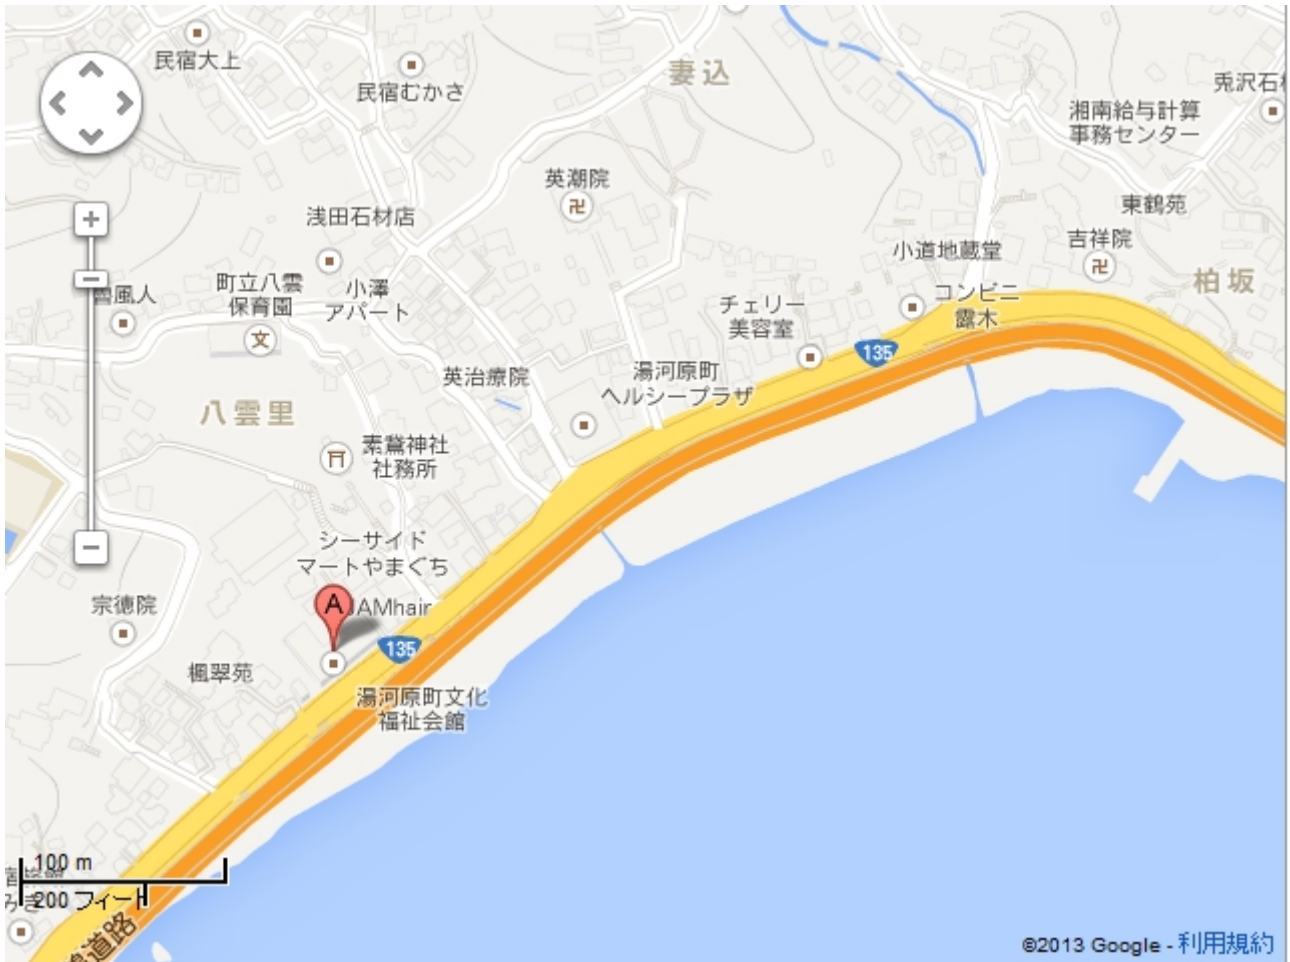 民宿大上
民宿むかさ
妻込
兎沢石
湘南給与計算
事務センター
英潮院
浅田石材店
東鶴苑
吉祥院
小道地蔵堂
柏坂
町立八雲
保育園
小澤
アパート
風人
チェリー
美容室
コンビニ
露木
135
文
英治療院
湯河原町
ヘルシープラザ
八雲里
素鵞神社
社務所
シーサイド
マートやまぐち
A
AMhair
宗徳院
135
楓翠苑
湯河原町文化
福祉会館
100 m
200 フィート
道路
©2013 Google - 利用規約